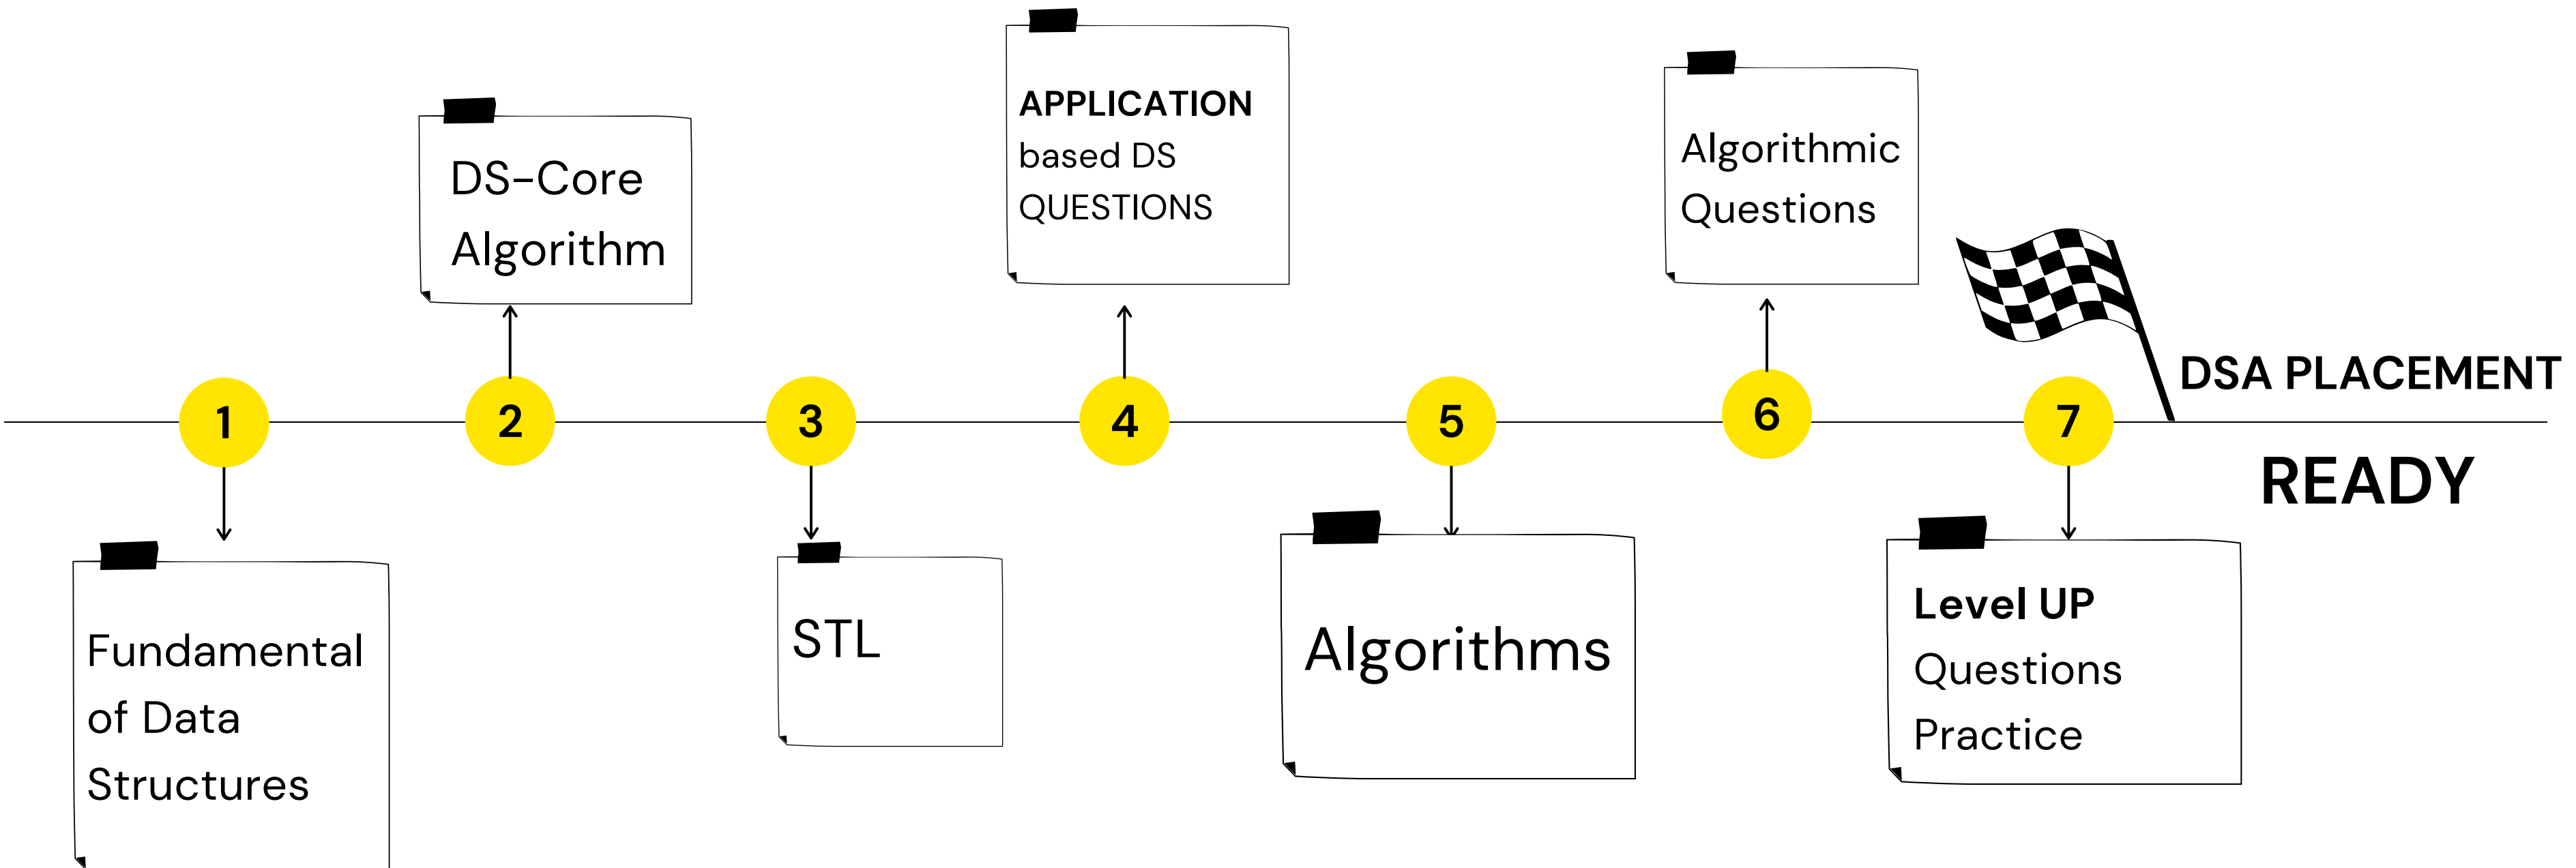 1
Fundamental
of Data
Structures
2
DS-Core
Algorithm
3
STL
4
APPLICATION
based DS
QUESTIONS
5
Algorithms
6
Algorithmic
Questions
7
Level UP
Questions
Practice
DSA PLACEMENT
READY